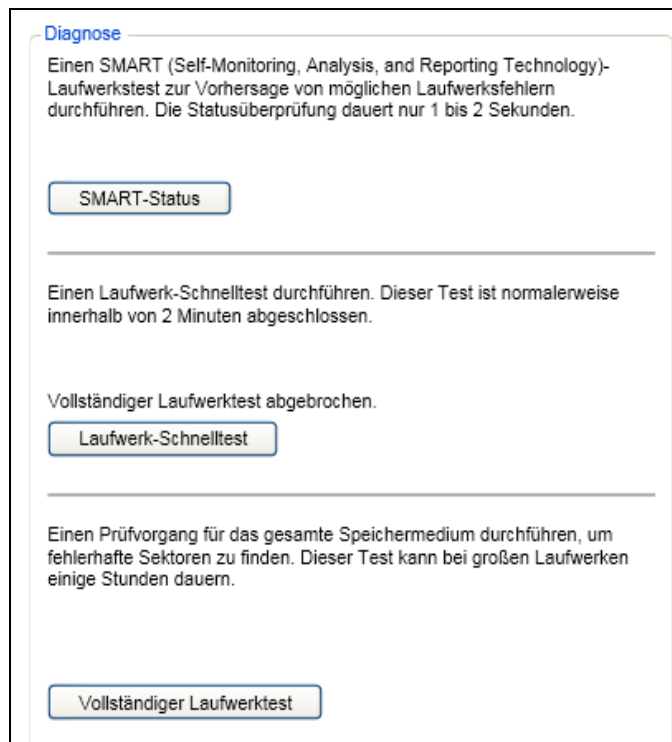 Diagnose
Einen SMART (Self-Monitoring, Analysis, and Reporting Technology)-
Laufwerkstest zur Vorhersage von möglichen Laufwerksfehlern
durchführen. Die Statusüberprüfung dauert nur 1 bis 2 Sekunden.
SMART-Status
Einen Laufwerk-Schnelltest durchführen. Dieser Test ist normalerweise
innerhalb von 2 Minuten abgeschlossen.
Vollständiger Laufwerktest abgebrochen.
Laufwerk-Schnelltest
Einen Prüfvorgang für das gesamte Speichermedium durchführen, um
fehlerhafte Sektoren zu finden. Dieser Test kann bei großen Laufwerken
einige Stunden dauern.
Vollständiger Laufwerktest